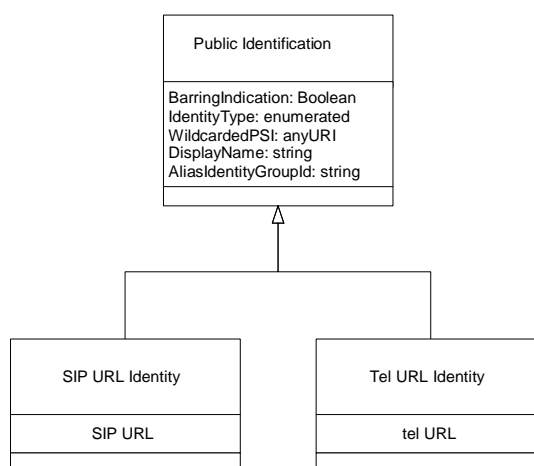 Public Identification
BarringIndication: Boolean
IdentityType: enumerated
WildcardedPSI: anyURI
DisplayName: string
AliasIdentityGroupId: string
SIP URL Identity
SIP URL
Tel URL Identity
tel URL